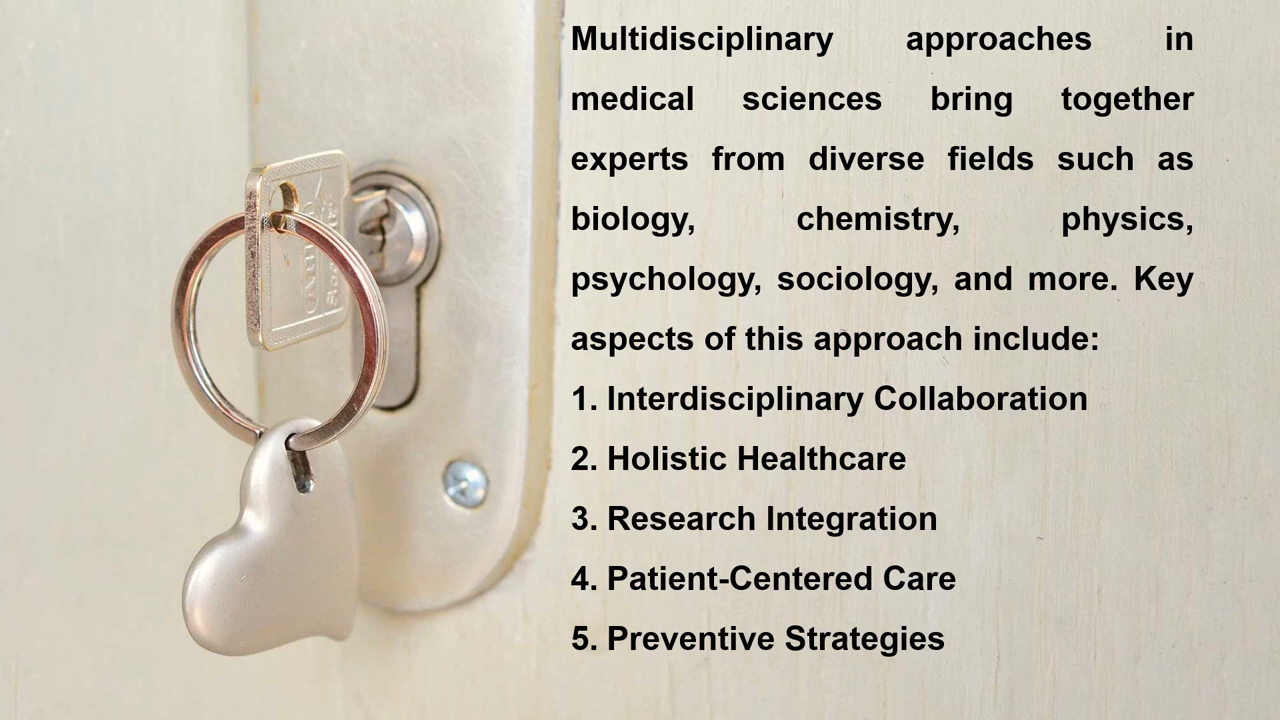 Multidisciplinary approaches in
medical sciences bring together
experts from diverse fields such as
biology, chemistry, physics,
psychology, sociology, and more. Key
aspects of this approach include:
1. Interdisciplinary Collaboration
2. Holistic Healthcare
3. Research Integration
4. Patient-Centered Care
5. Preventive Strategies